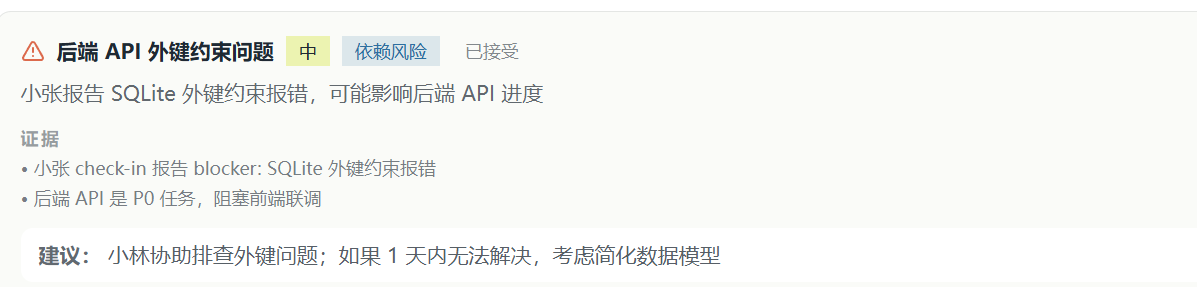 后端 API 外键约束问题 中 依赖风险 已接受
小张报告 SQLite 外键约束报错，可能影响后端 API 进度
证据
• 小张 check-in 报告 blocker: SQLite 外键约束报错
• 后端 API 是 P0 任务，阻塞前端联调
建议： 小林协助排查外键问题；如果 1 天内无法解决，考虑简化数据模型